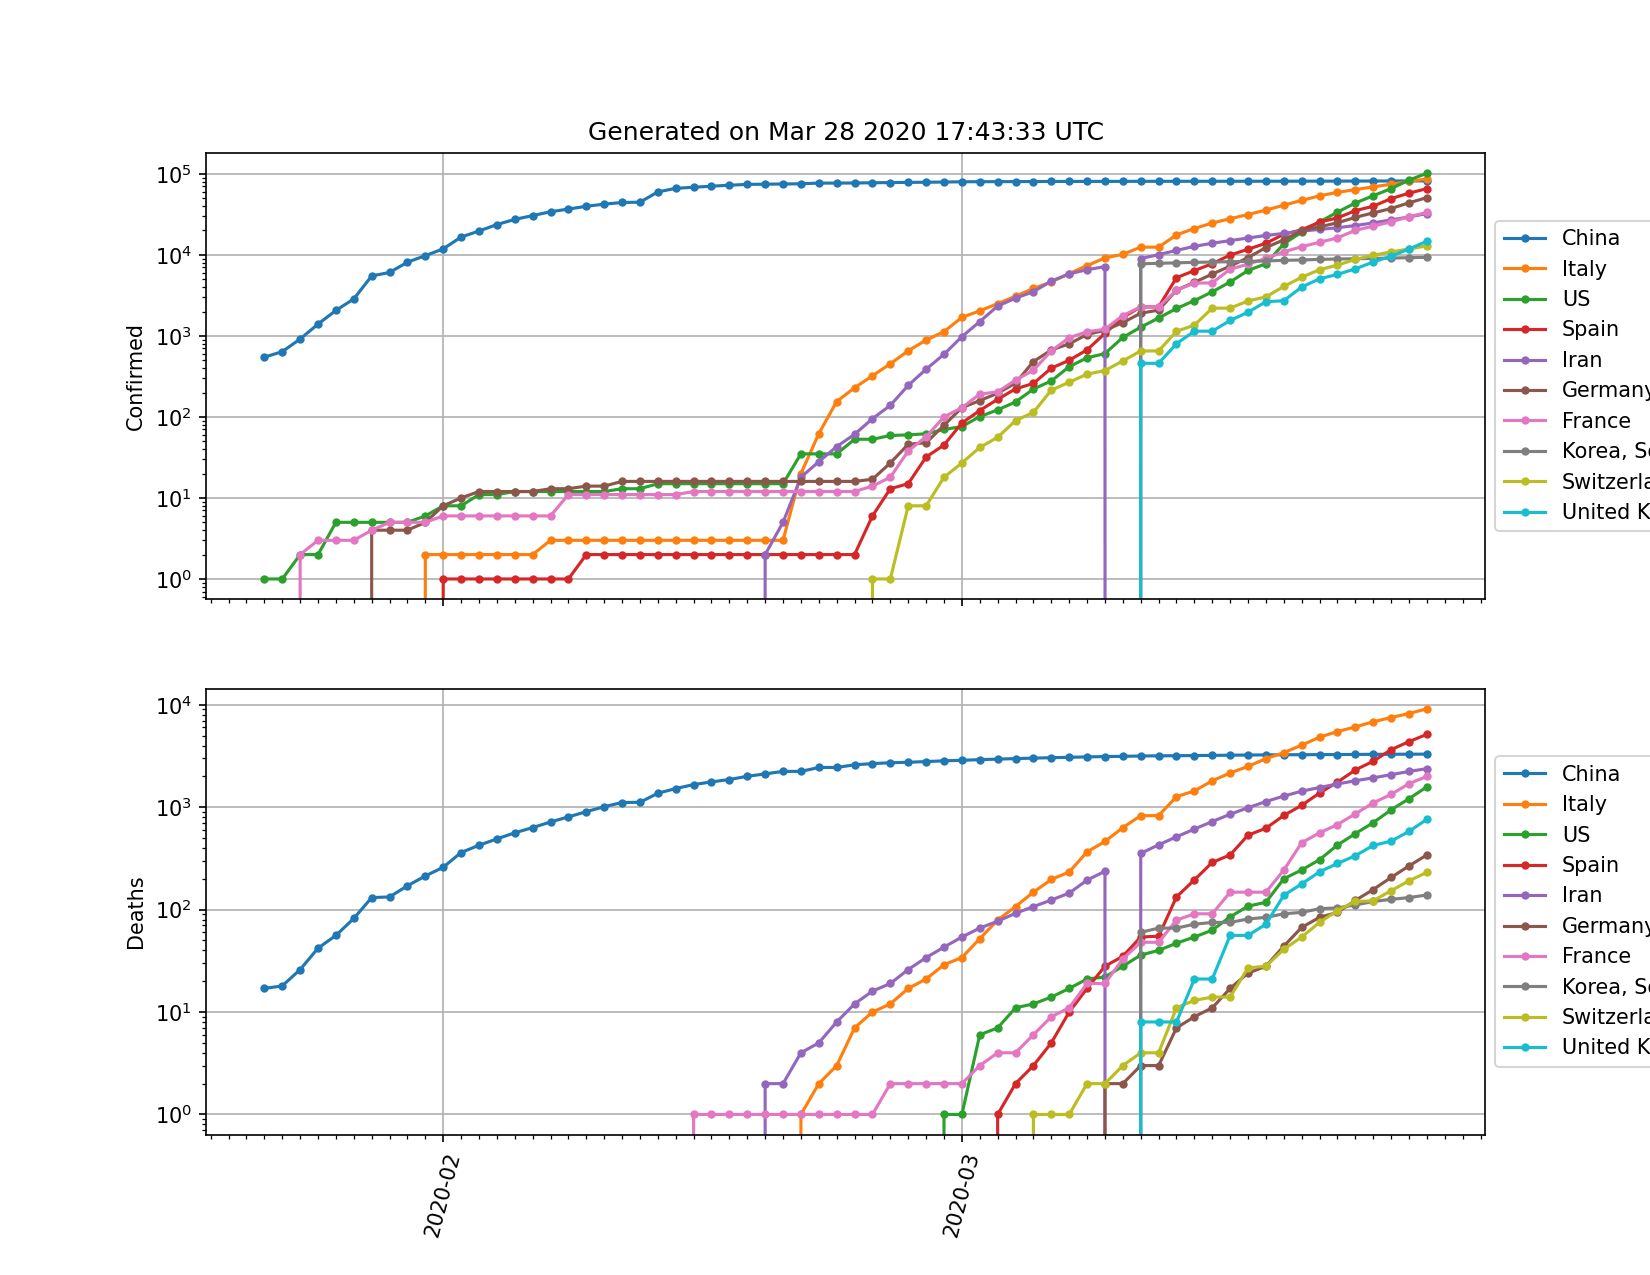 Generated on Mar 28 2020 17:43:33 UTC
10⁵
10⁴
10³
10²
10¹
10⁰
Confirmed
China
Italy
US
Spain
Iran
Germany
France
Korea, S
Switzerla
United K
10⁴
10³
10²
10¹
10⁰
Deaths
China
Italy
US
Spain
Iran
Germany
France
Korea, S
Switzerla
United K
2020-02
2020-03